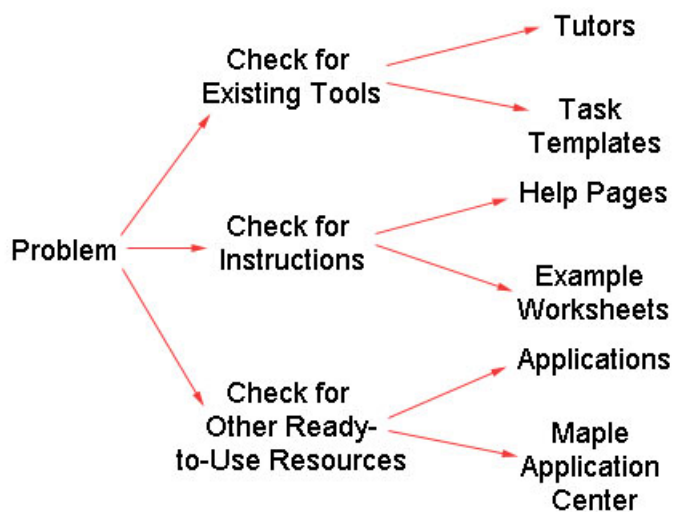 Problem
Check for
Existing Tools
Tutors
Task
Templates
Check for
Instructions
Help Pages
Example
Worksheets
Check for
Other Ready-
to-Use Resources
Applications
Maple
Application
Center